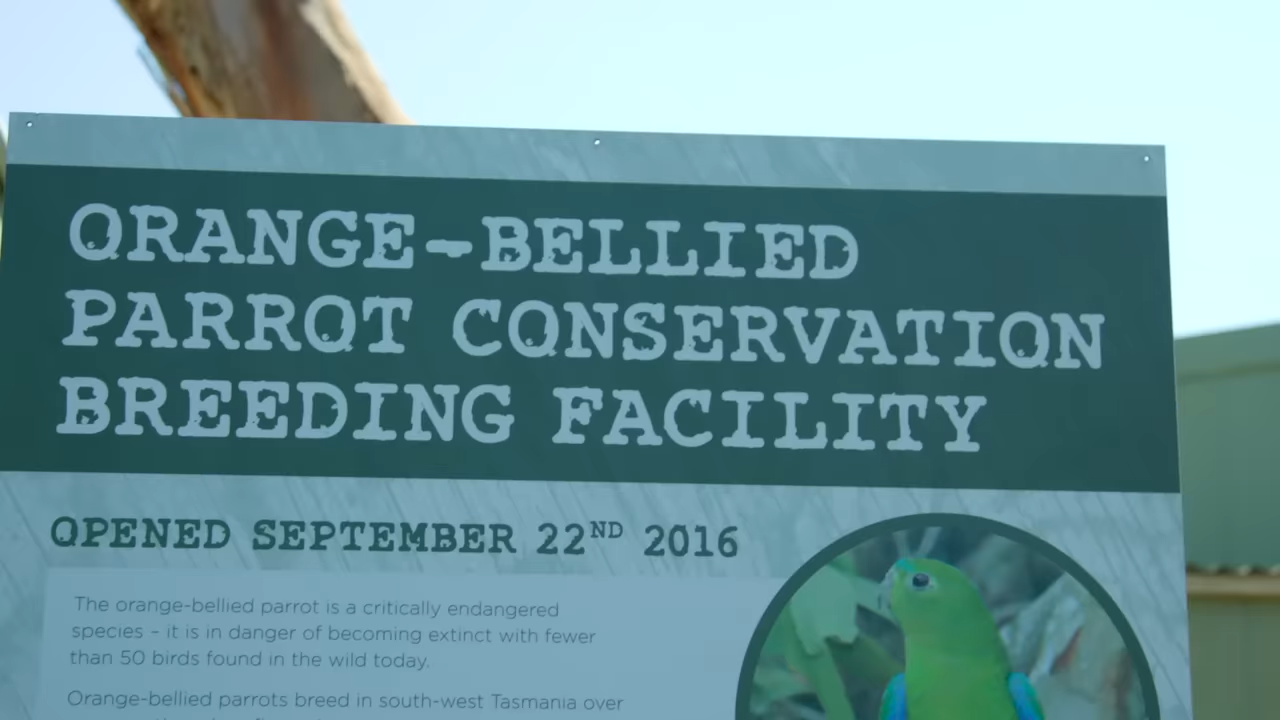 ORANGE-BELLIED
PARROT CONSERVATION
BREEDING FACILITY
OPENED SEPTEMBER 22ND 2016
The orange-bellied parrot is a critically endangered
species - it is in danger of becoming extinct with fewer
than 50 birds found in the wild today.
Orange-bellied parrots breed in south-west Tasmania over